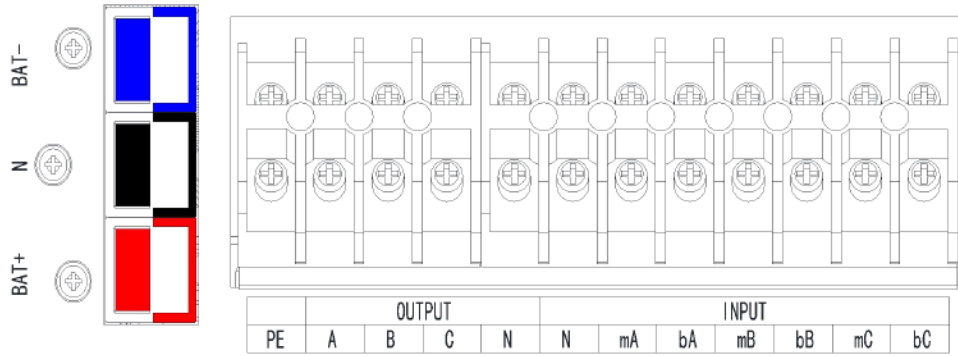 BAT-
N
BAT+
OUTPUT INPUT
PE A B C N N mA bA mB bB mC bC